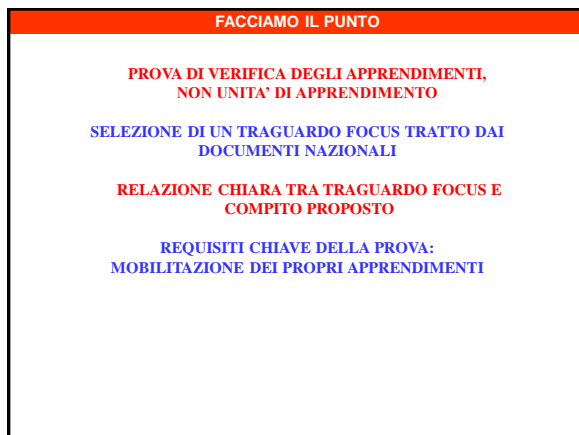 FACCIAMO IL PUNTO
PROVA DI VERIFICA DEGLI APPRENDIMENTI,
NON UNITA' DI APPRENDIMENTO
SELEZIONE DI UN TRAGUARDO FOCUS TRATTO DAI
DOCUMENTI NAZIONALI
RELAZIONE CHIARA TRA TRAGUARDO FOCUS E
COMPITO PROPOSTO
REQUISITI CHIAVE DELLA PROVA:
MOBILITAZIONE DEI PROPRI APPRENDIMENTI